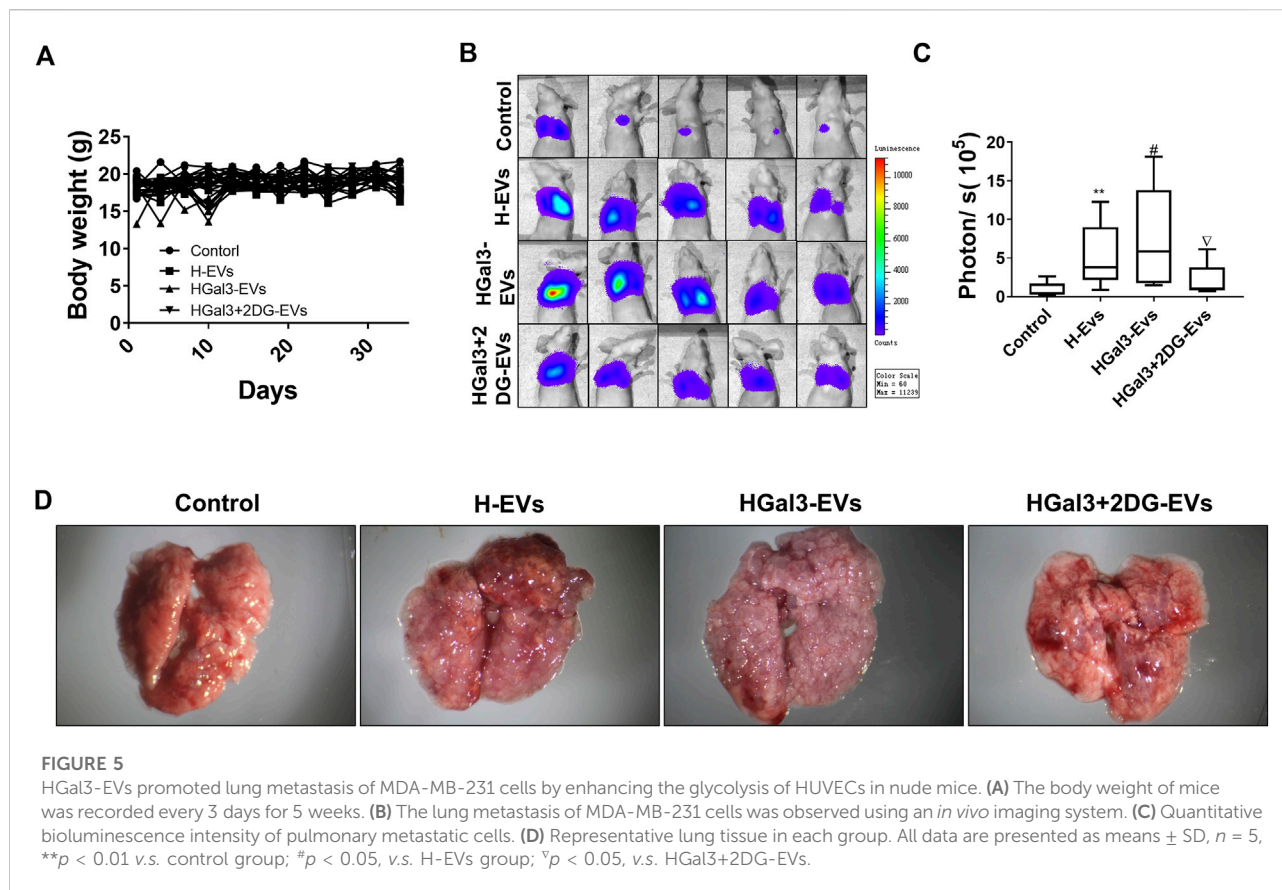 A
Body weight (g)
25
20
15
10
5
0
Contorl
H-EVs
HGal3-EVs
HGal3+2DG-EVs
0
10
20
30
Days
B
Control
H-EVs
HGal3-
EVs
HGal3+2
DG-EVs
Luminescence
10000
8000
6000
4000
2000
Counts
Color Scale
Min = 60
Max = 11239
C
Photon/ s( 10⁵)
20
15
10
5
0
**
#
▽
Control
H-Evs
HGal3-Evs
HGal3+2DG-EVs
D
Control
H-EVs
HGal3-EVs
HGal3+2DG-EVs
FIGURE 5
HGal3-EVs promoted lung metastasis of MDA-MB-231 cells by enhancing the glycolysis of HUVECs in nude mice. (A) The body weight of mice
was recorded every 3 days for 5 weeks. (B) The lung metastasis of MDA-MB-231 cells was observed using an in vivo imaging system. (C) Quantitative
bioluminescence intensity of pulmonary metastatic cells. (D) Representative lung tissue in each group. All data are presented as means ± SD, n = 5,
**p < 0.01 v.s. control group; #p < 0.05, v.s. H-EVs group; ▽p < 0.05, v.s. HGal3+2DG-EVs.